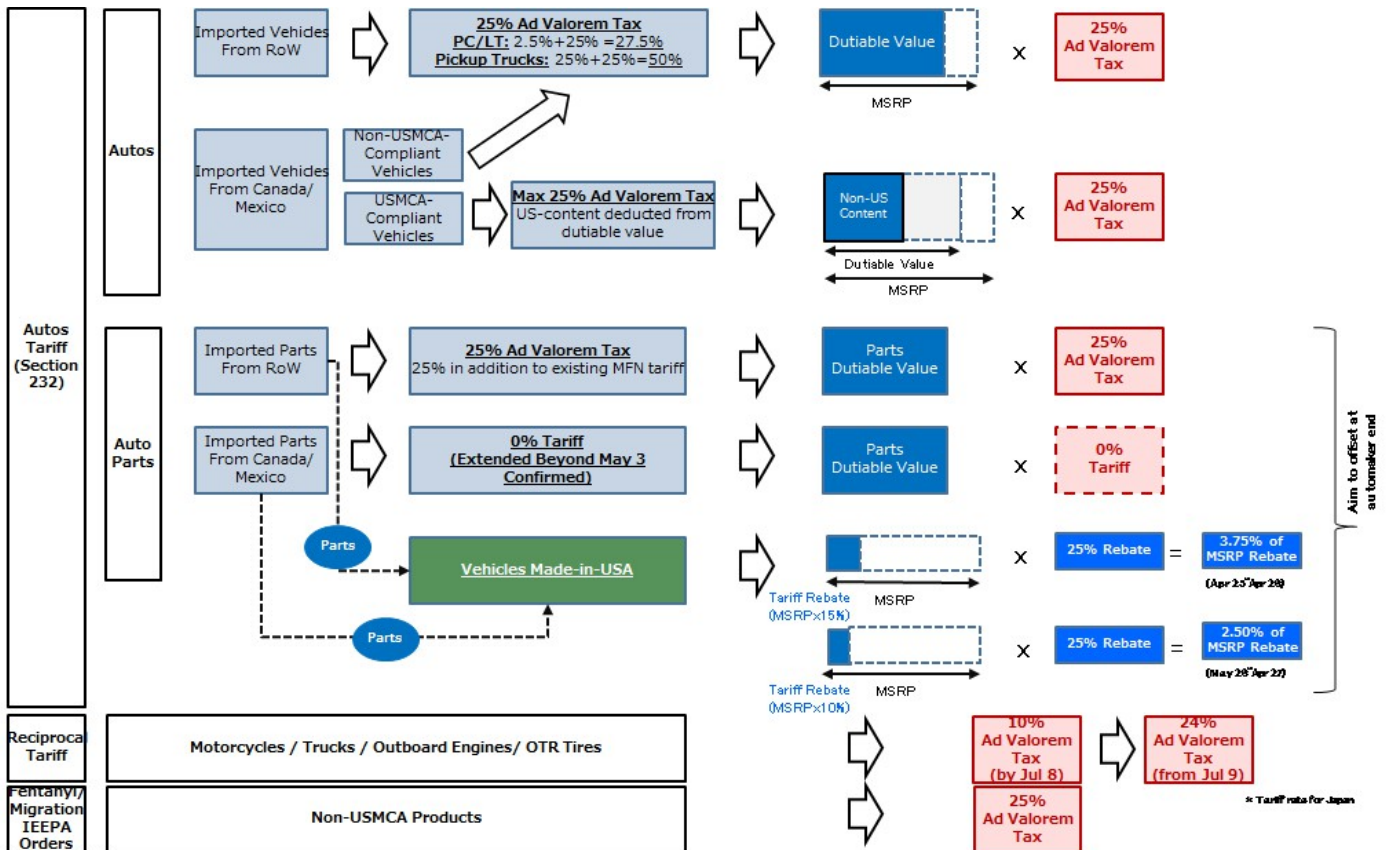 Autos
Tariff
(Section
232)
Autos
Imported Vehicles
From RoW
25% Ad Valorem Tax
PC/LT: 2.5%+25% =27.5%
Pickup Trucks: 25%+25%=50%
Dutiable Value
MSRP
x
25%
Ad Valorem
Tax
Imported Vehicles
From Canada/
Mexico
Non-USMCA-
Compliant
Vehicles
USMCA-
Compliant
Vehicles
Max 25% Ad Valorem Tax
US-content deducted from
dutiable value
Non-US
Content
Dutiable Value
MSRP
x
25%
Ad Valorem
Tax
Auto
Parts
Imported Parts
From RoW
25% Ad Valorem Tax
25% in addition to existing MFN tariff
Parts
Dutiable Value
x
25%
Ad Valorem
Tax
Imported Parts
From Canada/
Mexico
0% Tariff
(Extended Beyond May 3
Confirmed)
Parts
Dutiable Value
x
0%
Tariff
Aim to offset at
automaker end
Parts
Vehicles Made-in-USA
Parts
Tariff Rebate
(MSRPx15%)
MSRP
x
25% Rebate
=
3.75% of
MSRP Rebate
Tariff Rebate
(MSRPx10%)
MSRP
x
25% Rebate
=
2.50% of
MSRP Rebate
Reciprocal
Tariff
Motorcycles / Trucks / Outboard Engines/ OTR Tires
10%
Ad Valorem
Tax
(by Jul 8)
24%
Ad Valorem
Tax
(from Jul 9)
* Tariff rate for Japan
Fentanyl/
Migration
IEEPA
Orders
Non-USMCA Products
25%
Ad Valorem
Tax